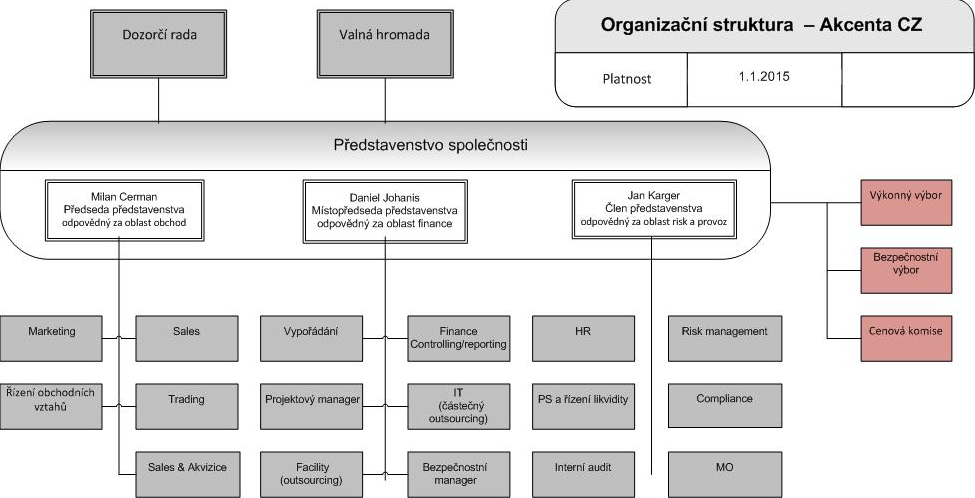 Dozorčí rada
Valná hromada
Organizační struktura – Akcenta CZ
Platnost
1.1.2015
Představenstvo společnosti
Milan Cerman
Předseda představenstva
odpovědný za oblast obchod
Daniel Johanis
Místopředseda představenstva
odpovědný za oblast finance
Jan Karger
Člen představenstva
odpovědný za oblast risk a provoz
Výkonný výbor
Bezpečnostní
výbor
Cenová komise
Marketing
Sales
Vypořádání
Finance
Controlling/reporting
HR
Risk management
Řízení obchodních
vztahů
Trading
Projektový manager
IT
(částečný
outsourcing)
PS a řízení likvidity
Compliance
Sales & Akvizice
Facility
(outsourcing)
Bezpečnostní
manager
Interní audit
MO